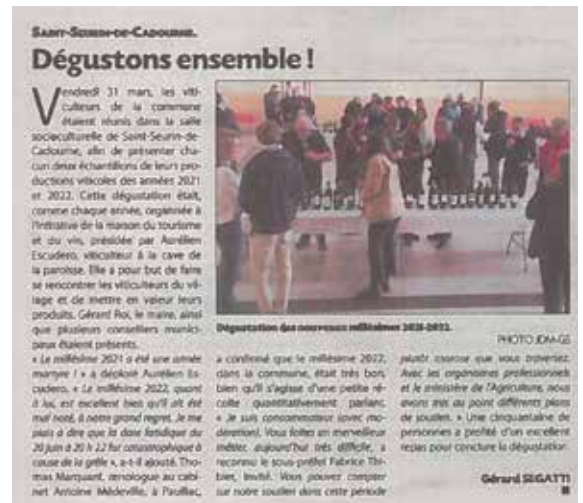 SAINT-SEURIN-DE-CADOURNE.
Dégustons ensemble !
Vendredi 31 mars, les viti-
culteurs de la commune
étaient réunis dans la salle
socioculturelle de Saint-Seurin-de-
Cadourne, afin de présenter cha-
cun deux échantillons de leurs pro-
ductions viticoles des années 2021
et 2022. Cette dégustation était,
comme chaque année, organisée à
l'initiative de la maison du tourisme
et du vin, présidée par Aurélien
Escudero, viticulteur à la cave de
la paroisse. Elle a pour but de faire
se rencontrer les viticulteurs du vil-
lage et de mettre en valeur leurs
produits. Gérard Roi, le maire, ainsi
que plusieurs conseillers munici-
paux étaient présents.
« Le millésime 2021 a été une année
martyre ! » a déploré Aurélien Es-
cudero. « Le millésime 2022, quant
à lui, est excellent bien qu'il ait été
mal noté, à notre grand regret. Je me
plais à dire que la date fatidique du
20 juin à 20 h 22 fut catastrophique à
cause de la grêle », a-t-il ajouté. Tho-
mas Marquant, œnologue au cabi-
net Antoine Médeville, à Pauillac,
Dégustation des nouveaux millésimes 2021-2022.
PHOTO JDM-GS
a confirmé que le millésime 2022,
dans la commune, était très bon,
bien qu'il s'agisse d'une petite ré-
colte quantitativement parlant.
« Je suis consommateur (avec mo-
dération). Vous faites un merveilleux
métier, aujourd'hui très difficile, a
reconnu le sous-préfet Fabrice Thi-
bier, invité. Vous pouvez compter
sur notre soutien dans cette période
plutôt morose que vous traversez.
Avec les organismes professionnels
et le ministère de l'Agriculture, nous
avons mis au point différents plans
de soutien. » Une cinquantaine de
personnes a profité d'un excellent
repas pour conclure la dégustation.
Gérard SEGATTI